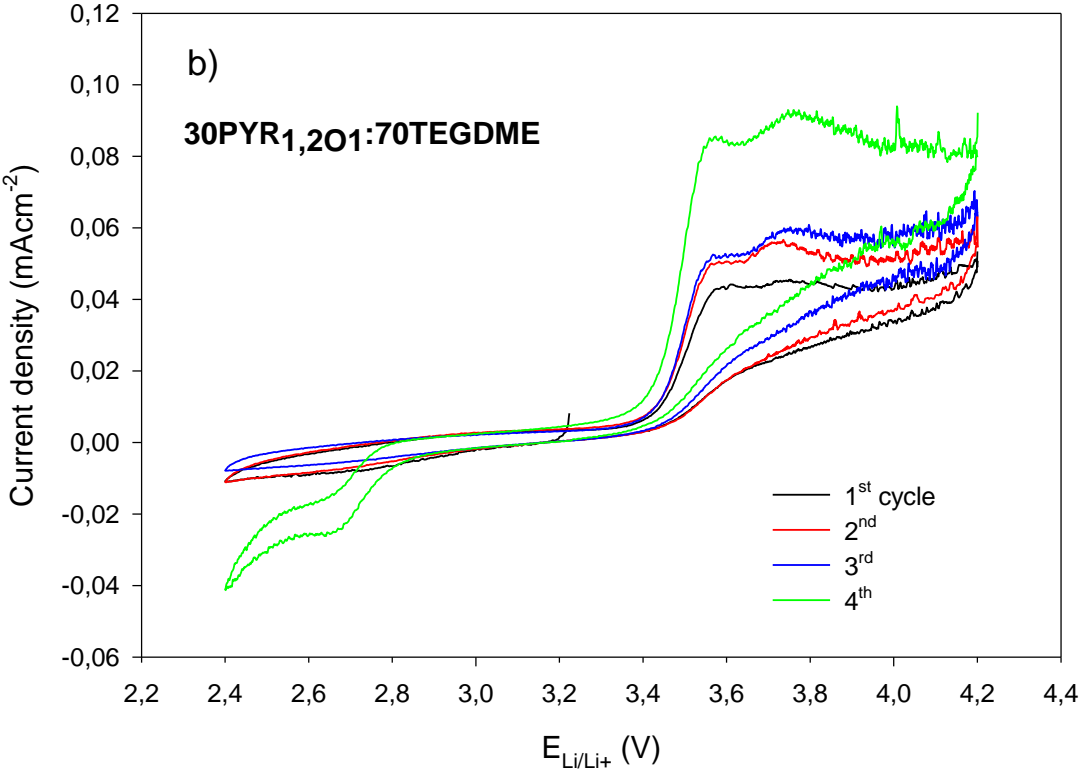 b)
30PYR1,2O1:70TEGDME
Current density (mAcm-2)
0,12
0,10
0,08
0,06
0,04
0,02
0,00
-0,02
-0,04
-0,06
1st cycle
2nd
3rd
4th
2,2 2,4 2,6 2,8 3,0 3,2 3,4 3,6 3,8 4,0 4,2 4,4
ELi/Li+ (V)